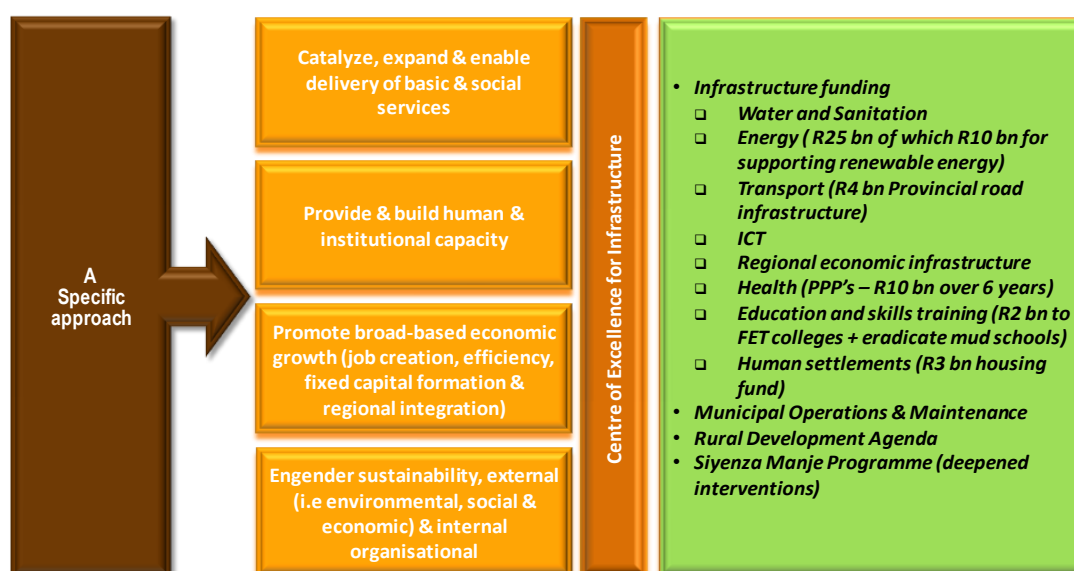 A
Specific
approach
Catalyze, expand & enable
delivery of basic & social
services
Provide & build human &
institutional capacity
Promote broad-based economic
growth (job creation, efficiency,
fixed capital formation &
regional integration)
Engender sustainability, external
(i.e environmental, social &
economic) & internal
organisational
Centre of Excellence for Infrastructure
• Infrastructure funding
❑ Water and Sanitation
❑ Energy ( R25 bn of which R10 bn for
supporting renewable energy)
❑ Transport (R4 bn Provincial road
infrastructure)
❑ ICT
❑ Regional economic infrastructure
❑ Health (PPP's – R10 bn over 6 years)
❑ Education and skills training (R2 bn to
FET colleges + eradicate mud schools)
❑ Human settlements (R3 bn housing
fund)
• Municipal Operations & Maintenance
• Rural Development Agenda
• Siyenza Manje Programme (deepened
interventions)